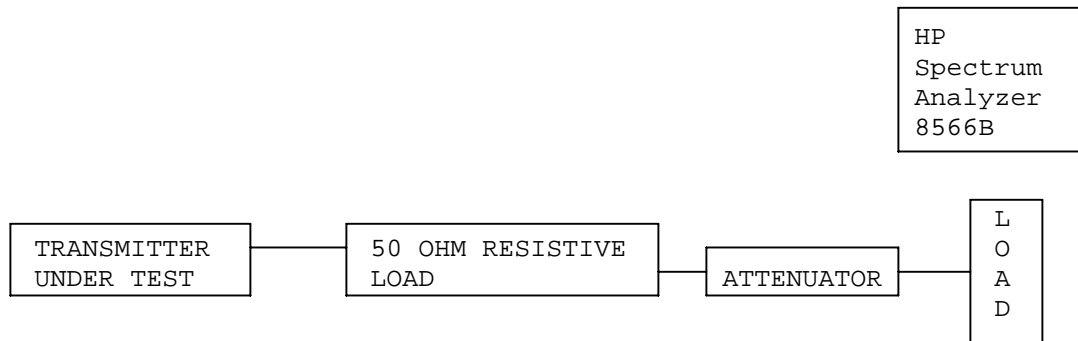 HP
Spectrum
Analyzer
8566B
TRANSMITTER
UNDER TEST
50 OHM RESISTIVE
LOAD
ATTENUATOR
L
O
A
D